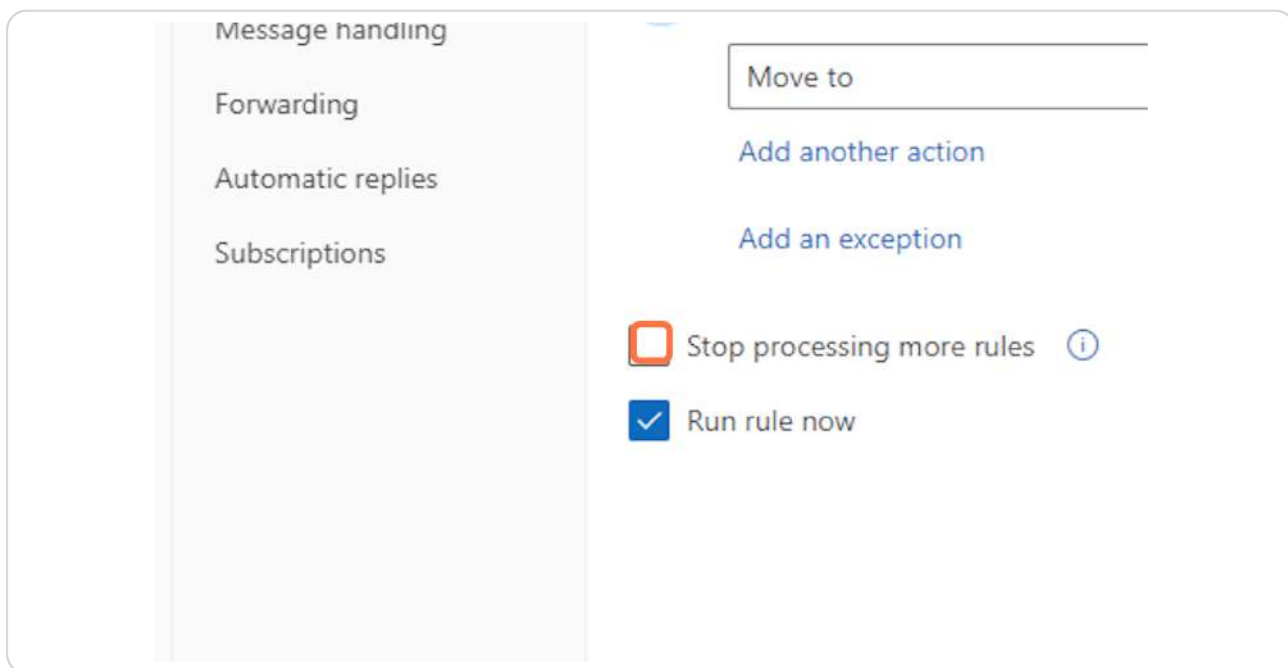 Message handling
Forwarding
Automatic replies
Subscriptions
Move to
Add another action
Add an exception
Stop processing more rules
Run rule now